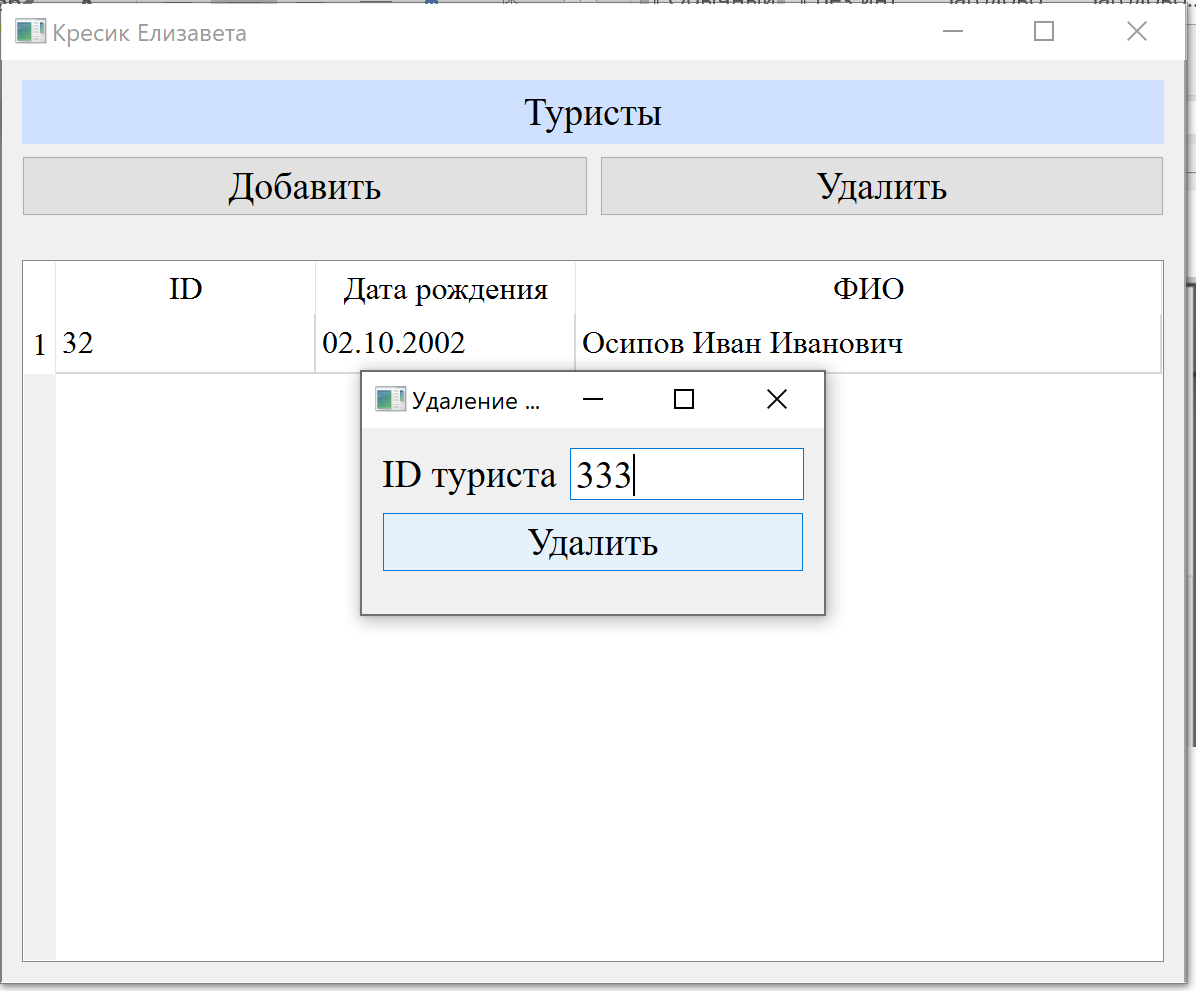 Кресик Елизавета
Туристы
Добавить Удалить
ID Дата рождения ФИО
1 32 02.10.2002 Осипов Иван Иванович
Удаление ...
ID туриста 333
Удалить